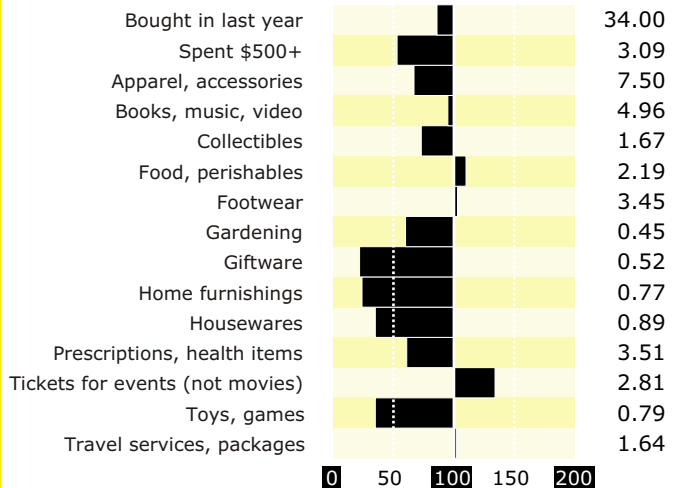 Bought in last year 34.00
Spent $500+ 3.09
Apparel, accessories 7.50
Books, music, video 4.96
Collectibles 1.67
Food, perishables 2.19
Footwear 3.45
Gardening 0.45
Giftware 0.52
Home furnishings 0.77
Housewares 0.89
Prescriptions, health items 3.51
Tickets for events (not movies) 2.81
Toys, games 0.79
Travel services, packages 1.64
0 50 100 150 200